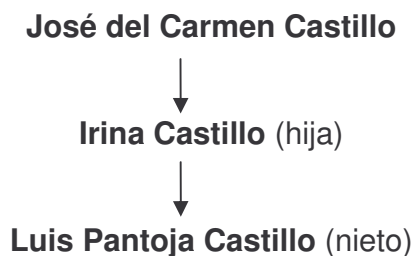 José del Carmen Castillo
Irina Castillo (hija)
Luis Pantoja Castillo (nieto)